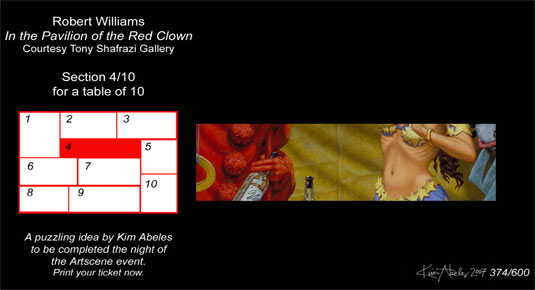 Robert Williams
In the Pavilion of the Red Clown
Courtesy Tony Shafrazi Gallery
Section 4/10
for a table of 10
1
2
3
4
5
6
7
8
9
10
A puzzling idea by Kim Abeles
to be completed the night of
the Artscene event.
Print your ticket now.
Kim Abeles 2007 374/600